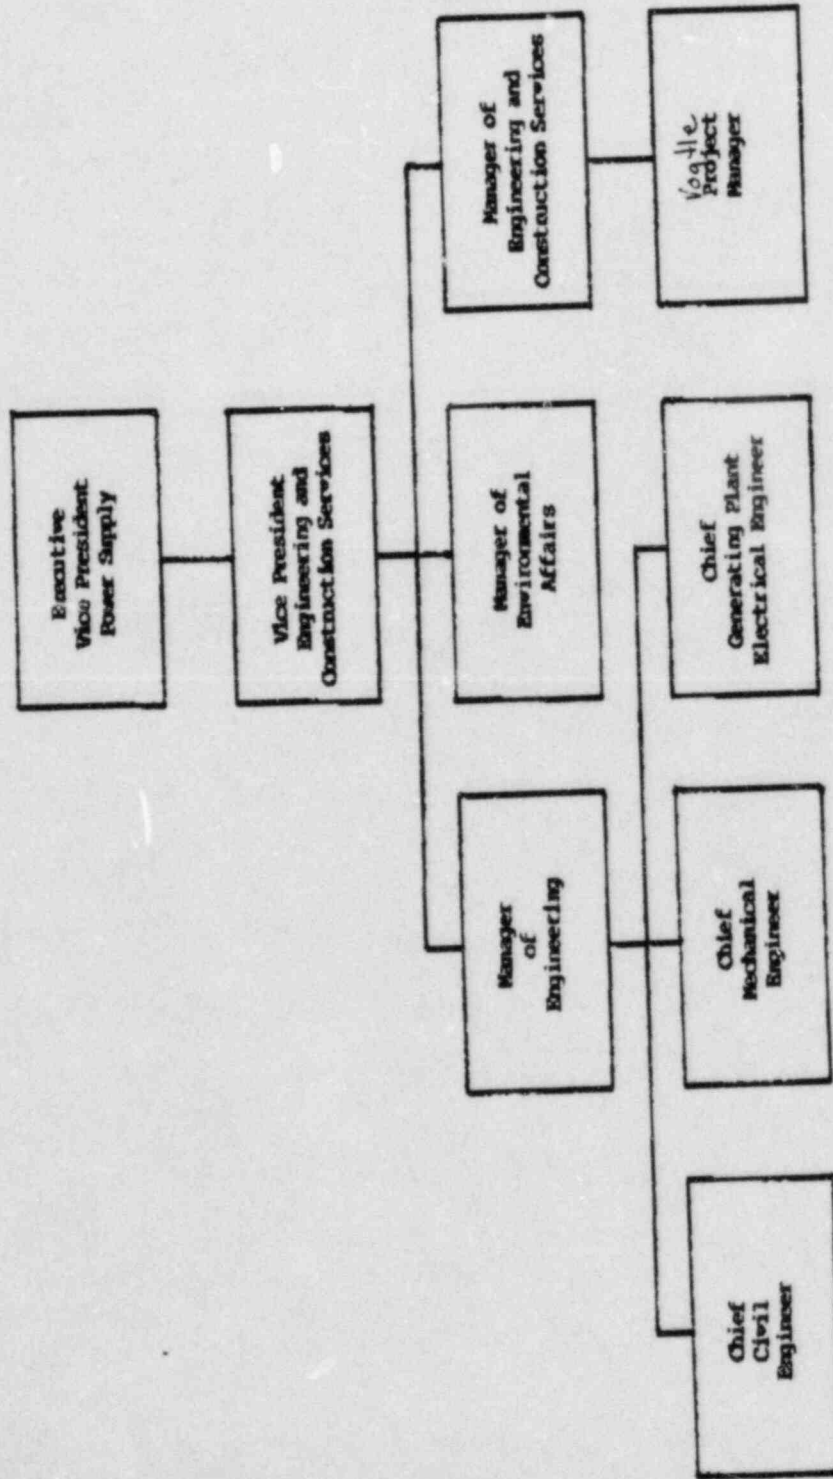 Executive
Vice President
Power Supply
Vice President
Engineering and
Construction Services
Manager
of
Engineering
Manager of
Environmental
Affairs
Manager of
Engineering and
Construction Services
Chief
Civil
Engineer
Chief
Mechanical
Engineer
Chief
Generating Plant
Electrical Engineer
Vogtle
Project
Manager